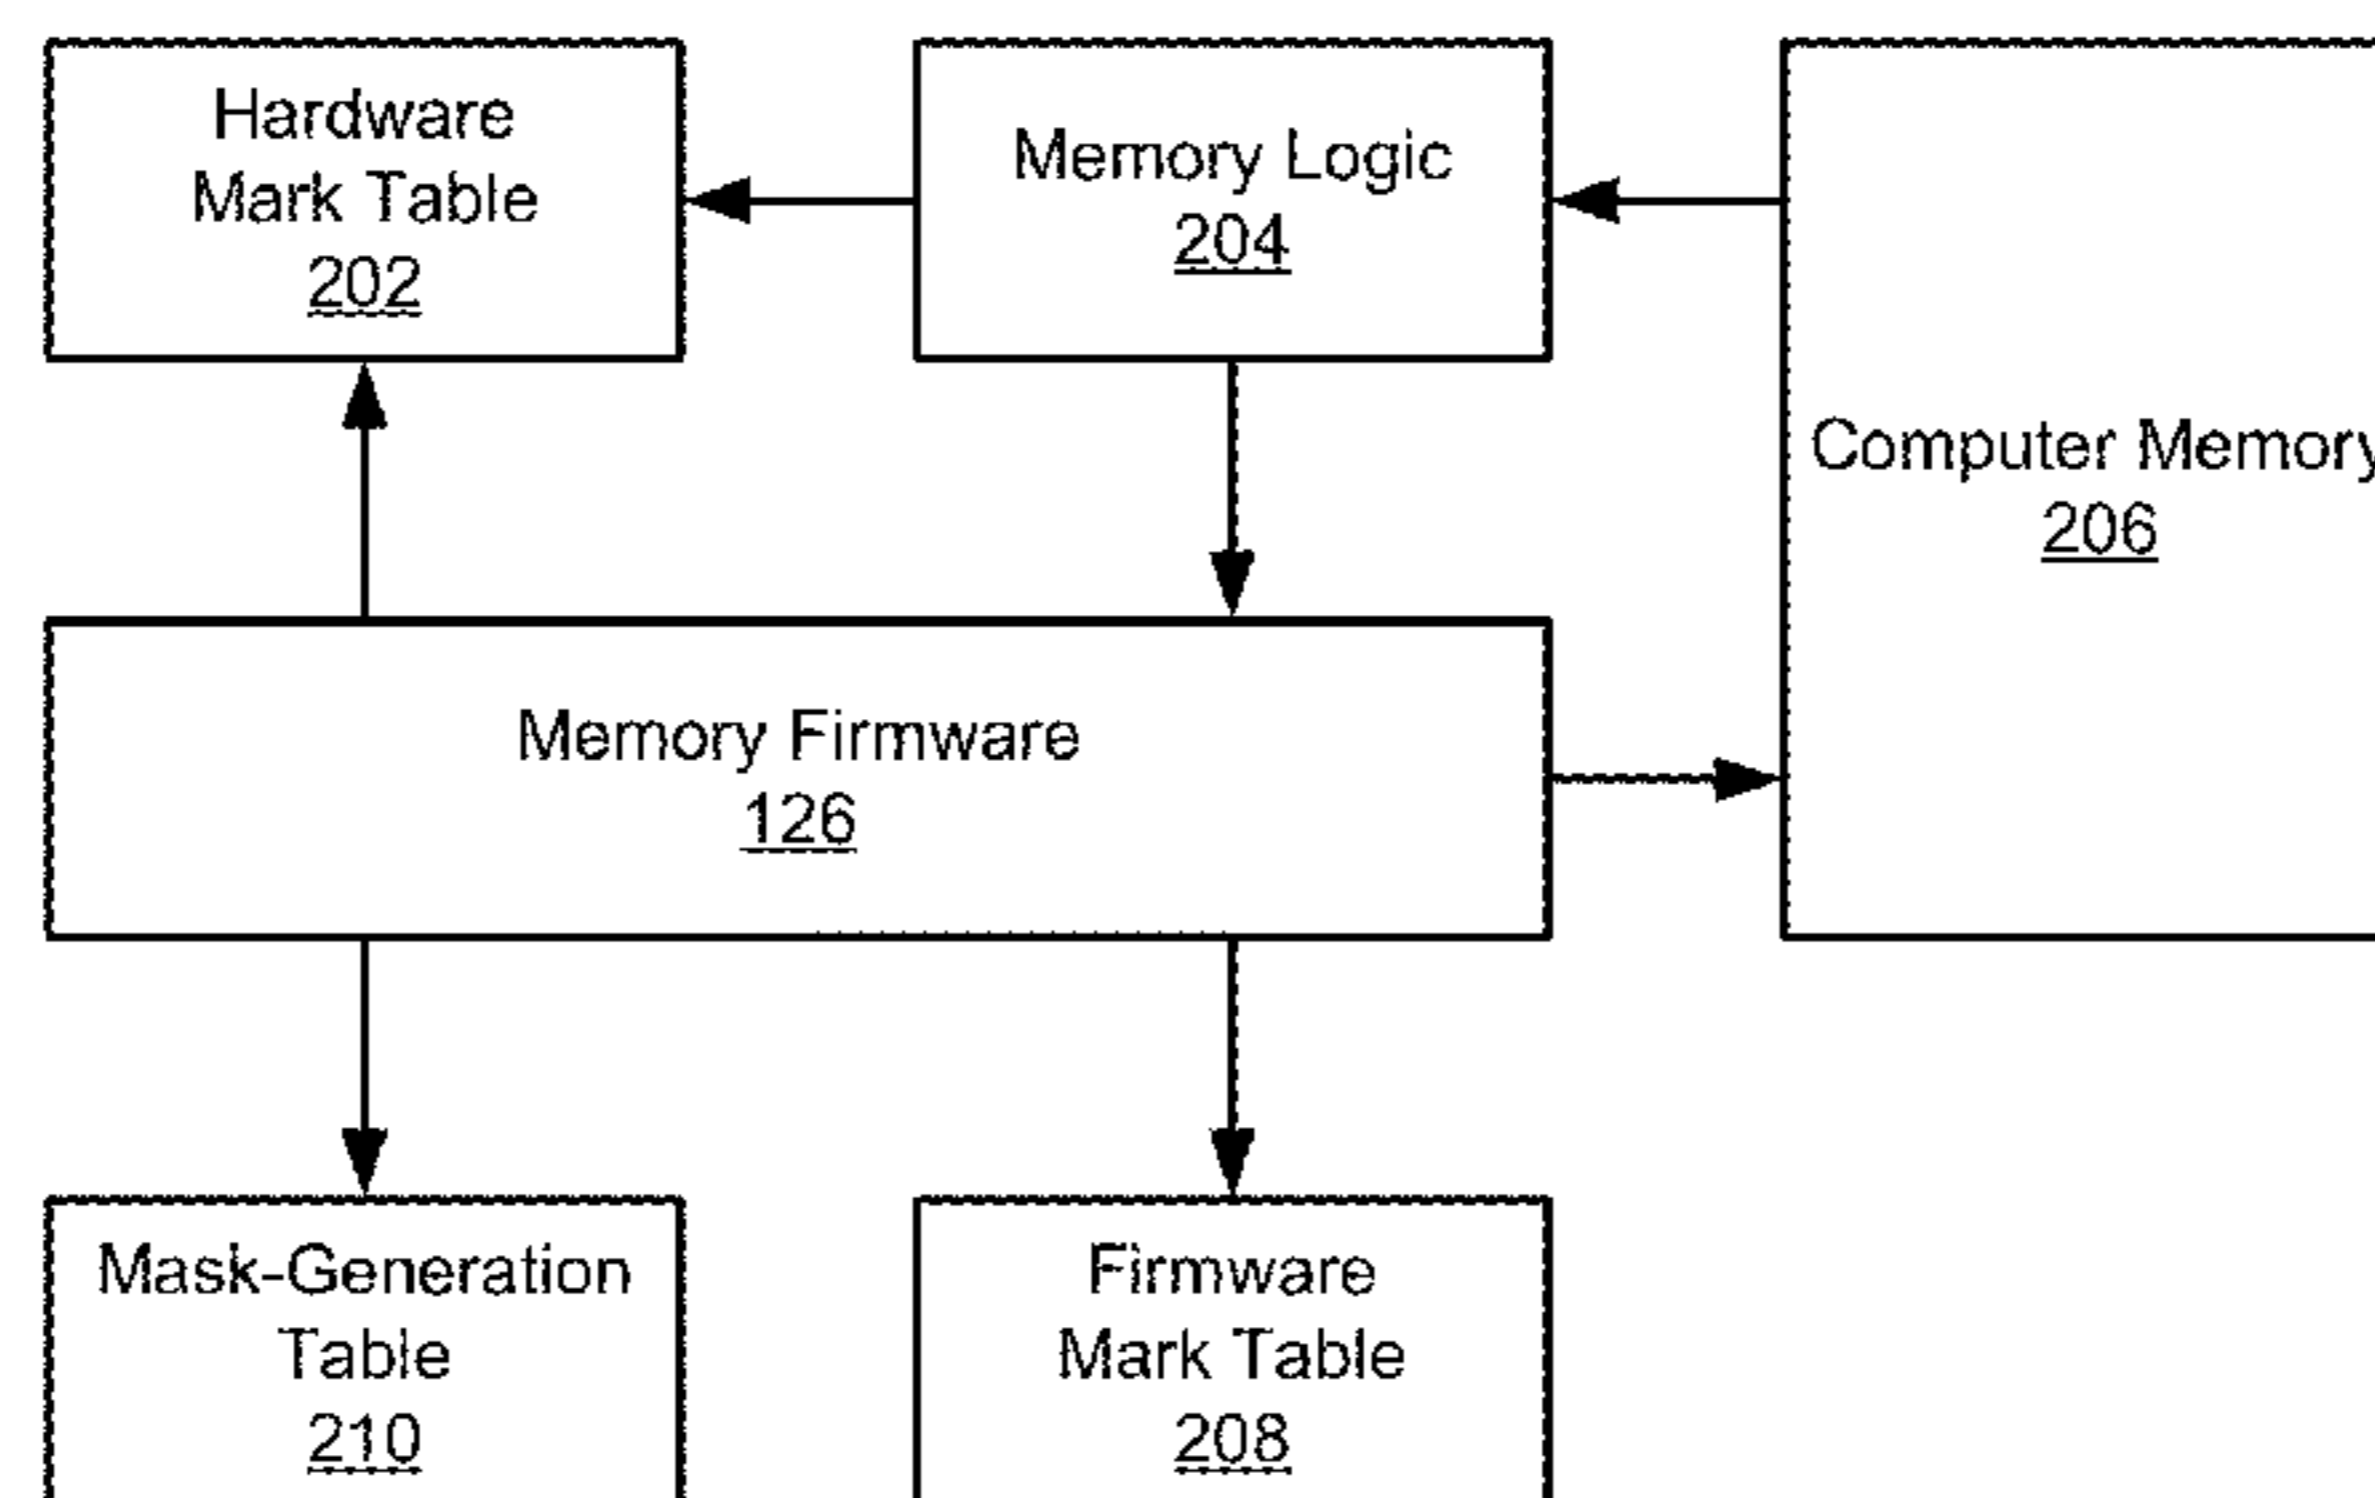 Hardware
Mark Table
202
Memory Logic
204
Computer Memory
206
Memory Firmware
126
Mask-Generation
Table
210
Firmware
Mark Table
208